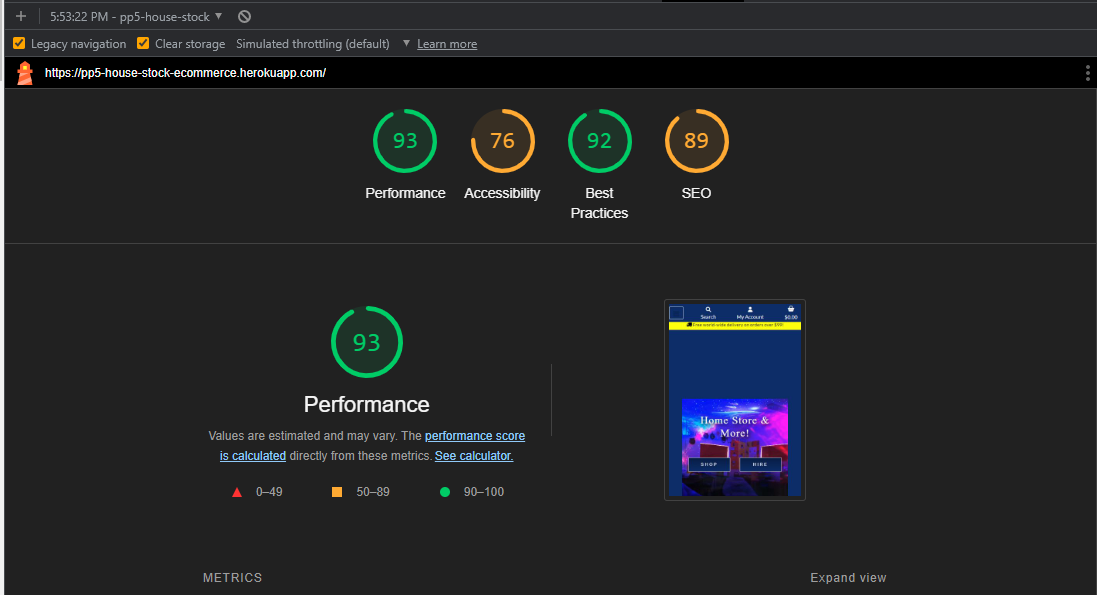 5:53:22 PM - pp5-house-stock
Legacy navigation Clear storage Simulated throttling (default) Learn more
https://pp5-house-stock-ecommerce.herokuapp.com/
93 76 92 89
Performance Accessibility Best Practices SEO
93
Performance
Values are estimated and may vary. The performance score
is calculated directly from these metrics. See calculator.
0–49 50–89 90–100
Search My Account $0.00
Free world wide delivery on orders over $99!
Home Store &
More!
SHOP HIRE
METRICS Expand view